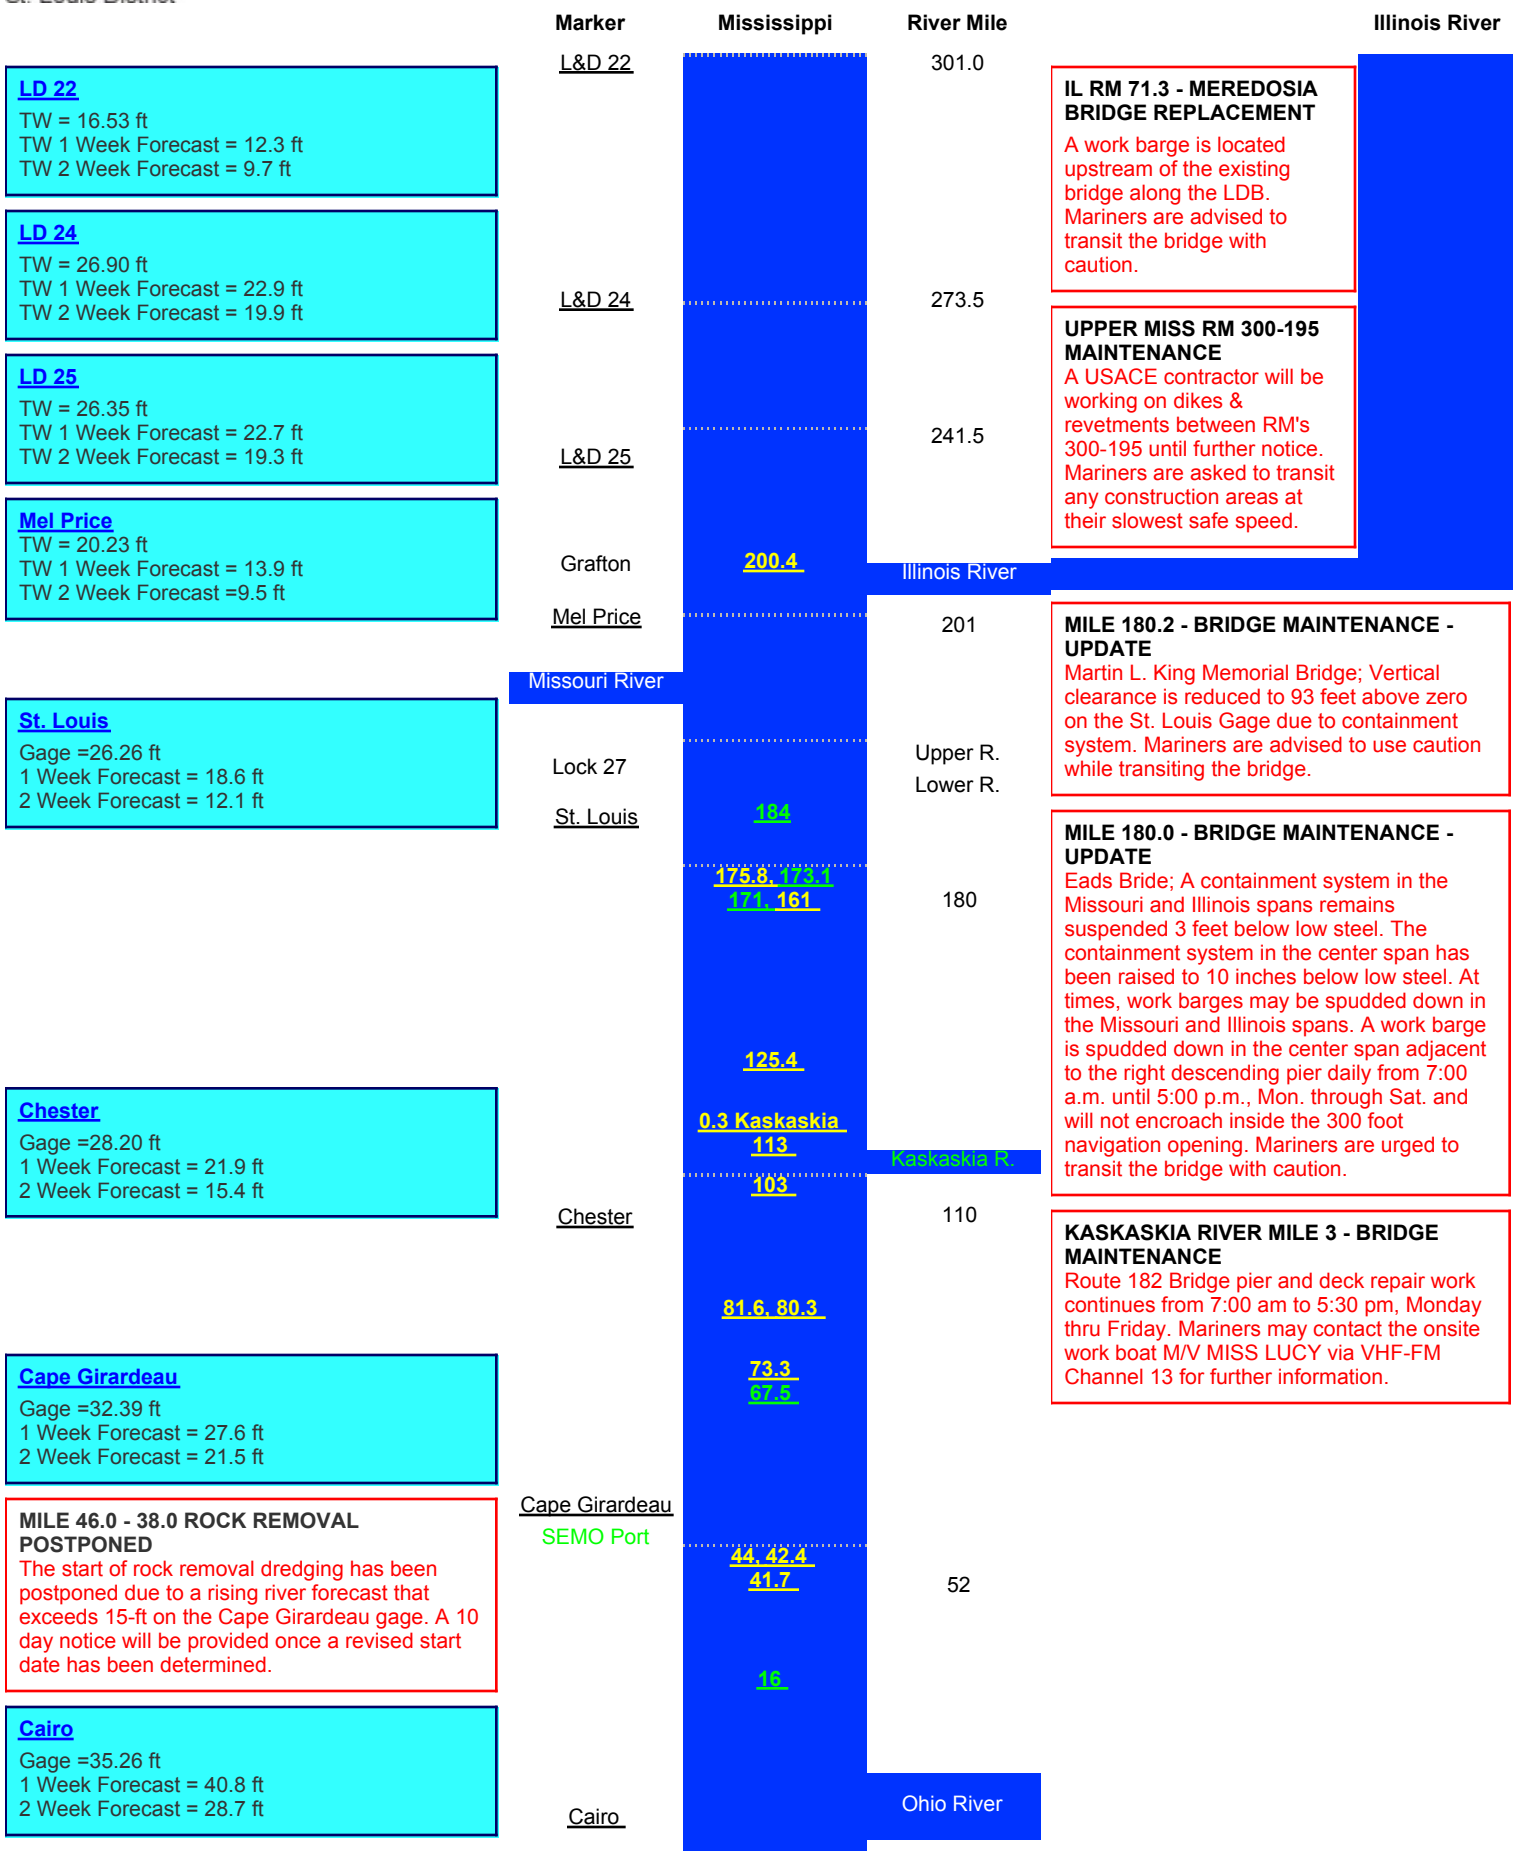 St. Louis District
Marker Mississippi River Mile Illinois River
L&D 22 301.0
LD 22
TW = 16.53 ft
TW 1 Week Forecast = 12.3 ft
TW 2 Week Forecast = 9.7 ft
LD 24
TW = 26.90 ft
TW 1 Week Forecast = 22.9 ft
TW 2 Week Forecast = 19.9 ft
L&D 24 273.5
LD 25
TW = 26.35 ft
TW 1 Week Forecast = 22.7 ft
TW 2 Week Forecast = 19.3 ft
241.5
L&D 25
Mel Price
TW = 20.23 ft
TW 1 Week Forecast = 13.9 ft
TW 2 Week Forecast =9.5 ft
Grafton 200.4 Illinois River
Mel Price 201
Missouri River
St. Louis
Gage =26.26 ft
1 Week Forecast = 18.6 ft
2 Week Forecast = 12.1 ft
Lock 27 Upper R.
Lower R.
St. Louis 184
175.8, 173.1
171, 161 180
125.4
Chester
Gage =28.20 ft
1 Week Forecast = 21.9 ft
2 Week Forecast = 15.4 ft
0.3 Kaskaskia
113 Kaskaskia R.
103
Chester 110
81.6, 80.3
73.3
67.5
Cape Girardeau
Gage =32.39 ft
1 Week Forecast = 27.6 ft
2 Week Forecast = 21.5 ft
Cape Girardeau
SEMO Port
44, 42.4
41.7 52
MILE 46.0 - 38.0 ROCK REMOVAL
POSTPONED
The start of rock removal dredging has been
postponed due to a rising river forecast that
exceeds 15-ft on the Cape Girardeau gage. A 10
day notice will be provided once a revised start
date has been determined.
16
Cairo
Gage =35.26 ft
1 Week Forecast = 40.8 ft
2 Week Forecast = 28.7 ft
Cairo Ohio River
IL RM 71.3 - MEREDOSIA
BRIDGE REPLACEMENT
A work barge is located
upstream of the existing
bridge along the LDB.
Mariners are advised to
transit the bridge with
caution.
UPPER MISS RM 300-195
MAINTENANCE
A USACE contractor will be
working on dikes &
revetments between RM's
300-195 until further notice.
Mariners are asked to transit
any construction areas at
their slowest safe speed.
MILE 180.2 - BRIDGE MAINTENANCE -
UPDATE
Martin L. King Memorial Bridge; Vertical
clearance is reduced to 93 feet above zero
on the St. Louis Gage due to containment
system. Mariners are advised to use caution
while transiting the bridge.
MILE 180.0 - BRIDGE MAINTENANCE -
UPDATE
Eads Bride; A containment system in the
Missouri and Illinois spans remains
suspended 3 feet below low steel. The
containment system in the center span has
been raised to 10 inches below low steel. At
times, work barges may be spudded down in
the Missouri and Illinois spans. A work barge
is spudded down in the center span adjacent
to the right descending pier daily from 7:00
a.m. until 5:00 p.m., Mon. through Sat. and
will not encroach inside the 300 foot
navigation opening. Mariners are urged to
transit the bridge with caution.
KASKASKIA RIVER MILE 3 - BRIDGE
MAINTENANCE
Route 182 Bridge pier and deck repair work
continues from 7:00 am to 5:30 pm, Monday
thru Friday. Mariners may contact the onsite
work boat M/V MISS LUCY via VHF-FM
Channel 13 for further information.